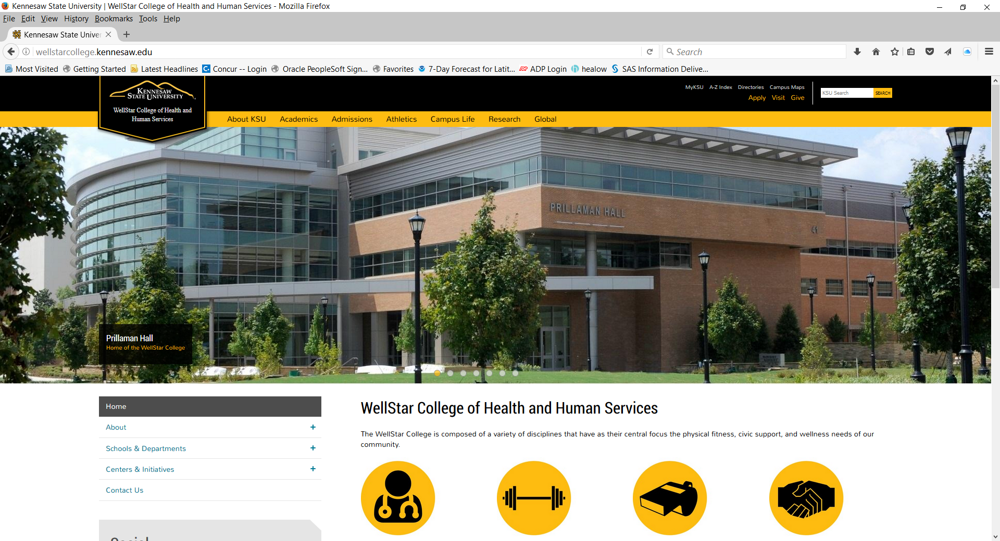 Kennesaw State University | WellStar College of Health and Human Services - Mozilla Firefox
File Edit View History Bookmarks Tools Help
Kennesaw State Univer
wellstarcollege.kennesaw.edu
Search
Most Visited Getting Started Latest Headlines Concur -- Login Oracle PeopleSoft Sign... Favorites 7-Day Forecast for Latit... ADP Login healow SAS Information Delive...
KENNESAW
STATE UNIVERSITY
WellStar College of Health and
Human Services
MyKSU A-Z Index Directories Campus Maps
Apply Visit Give
KSU Search SEARCH
About KSU Academics Admissions Athletics Campus Life Research Global
PRILLAMAN HALL
41
Prillaman Hall
Home of the WellStar College
Home
About
Schools & Departments
Centers & Initiatives
Contact Us
Social
WellStar College of Health and Human Services
The WellStar College is composed of a variety of disciplines that have as their central focus the physical fitness, civic support, and wellness needs of our
community.